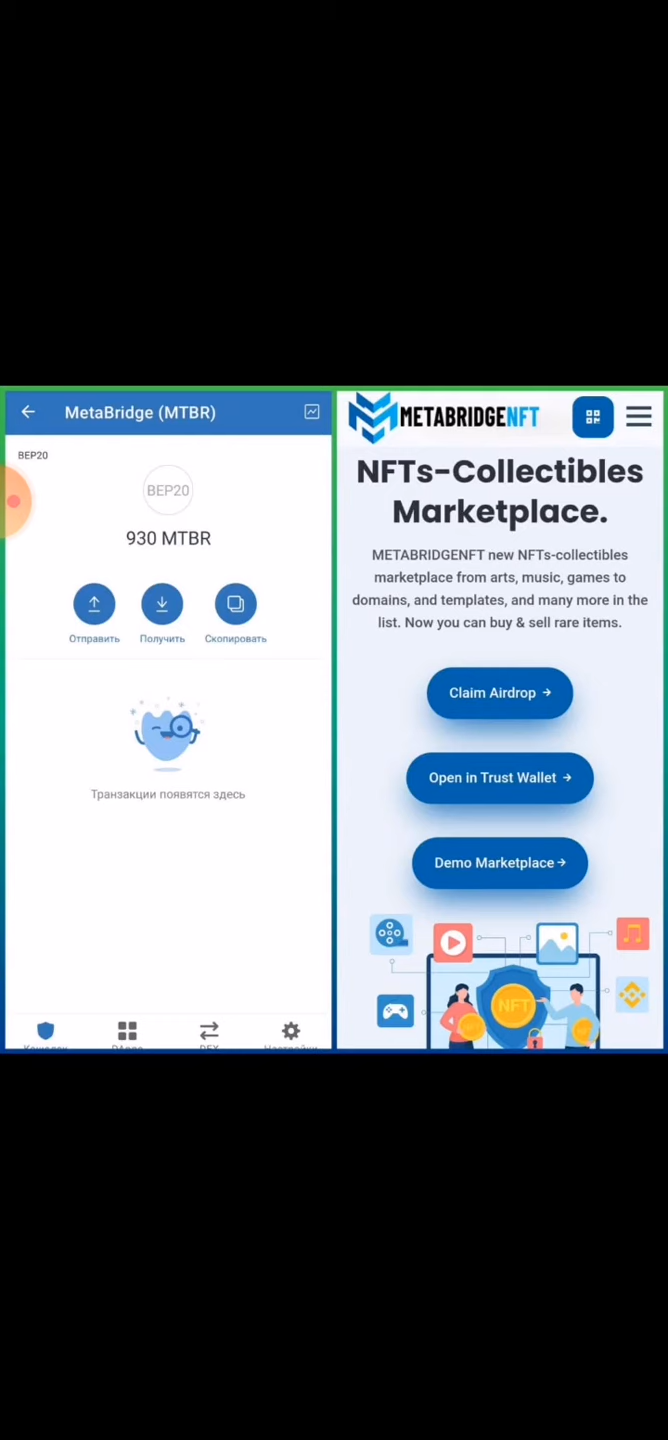 MetaBridge (MTBR)
BEP20
BEP20
930 MTBR
Отправить
Получить
Скопировать
Транзакции появятся здесь
Кошелек
DApps
DEX
Настройки
METABRIDGENFT
NFTs-Collectibles
Marketplace.
METABRIDGENFT new NFTs-collectibles
marketplace from arts, music, games to
domains, and templates, and many more in the
list. Now you can buy & sell rare items.
Claim Airdrop →
Open in Trust Wallet →
Demo Marketplace→
NFT